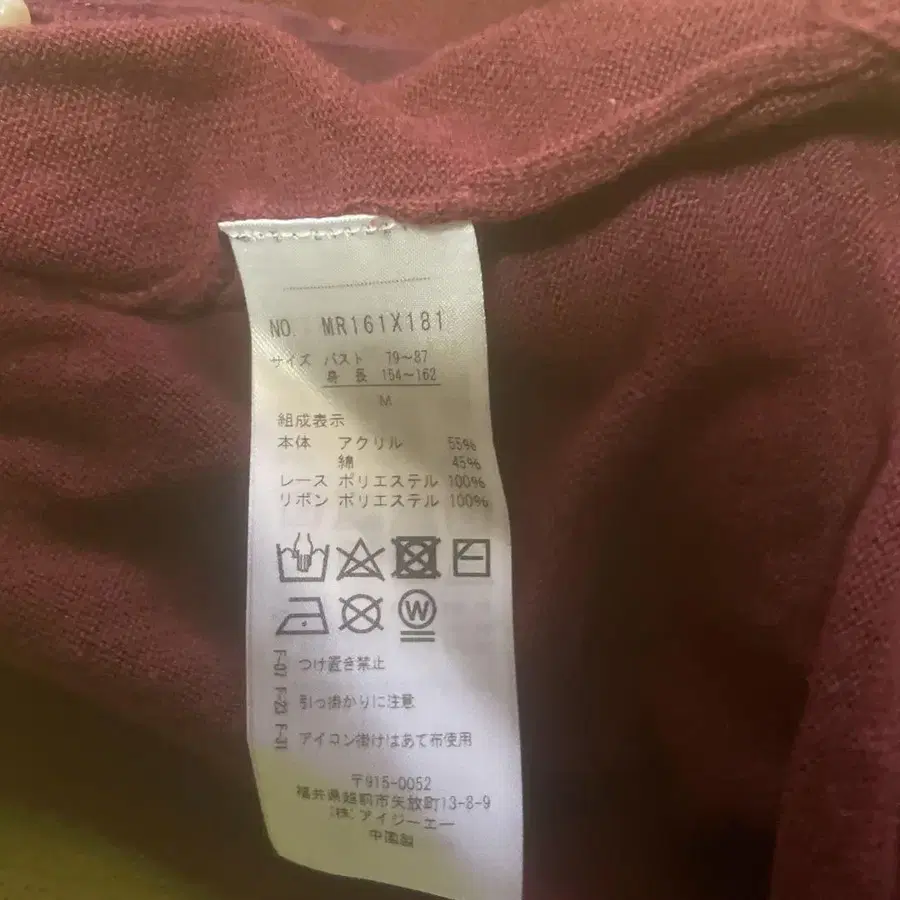 NO. MR161X181
サイズ バスト 79～87
身長 154～162
M
組成表示
本体 アクリル 55%
綿 45%
レース ポリエステル 100%
リボン ポリエステル 100%
W
F-07 つけ置き禁止
F-23 引っ掛かりに注意
F-31 アイロン掛けはあて布使用
〒915-0052
福井県越前市矢放町13-8-9
(株)アイジーエー
中国製